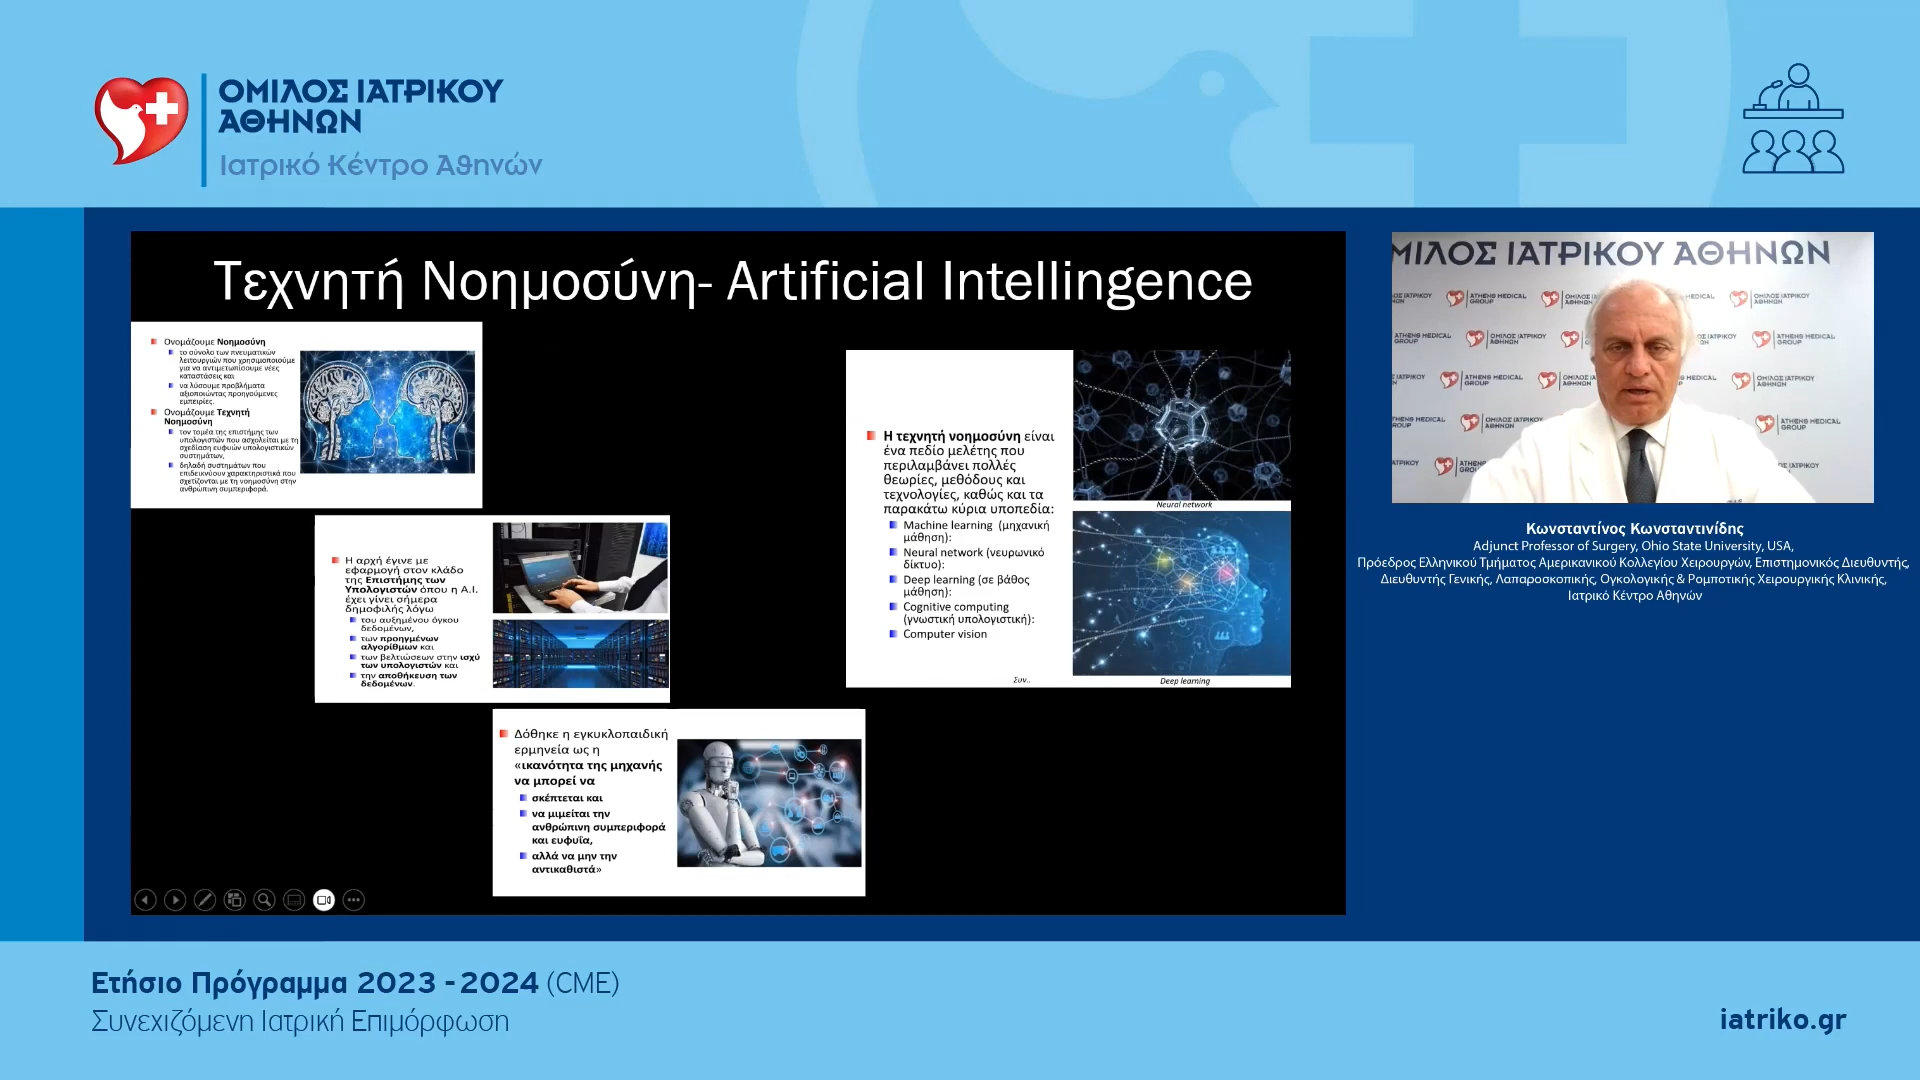 ΟΜΙΛΟΣ ΙΑΤΡΙΚΟΥ
ΑΘΗΝΩΝ
Ιατρικό Κέντρο Αθηνών
Τεχνητή Νοημοσύνη- Artificial Intellingence
Ονομάζουμε Νοημοσύνη
το σύνολο των πνευματικών
λειτουργιών που χρησιμοποιούμε
για να αντιμετωπίσουμε νέες
καταστάσεις και
να λύσουμε προβλήματα
αξιοποιώντας προηγούμενες
εμπειρίες.
Ονομάζουμε Τεχνητή
Νοημοσύνη
τον τομέα της επιστήμης των
υπολογιστών που ασχολείται με τη
σχεδίαση ευφυών υπολογιστικών
συστημάτων,
δηλαδή συστημάτων που
επιδεικνύουν χαρακτηριστικά που
σχετίζονται με τη νοημοσύνη στην
ανθρώπινη συμπεριφορά.
Η αρχή έγινε με
εφαρμογή στον κλάδο
της Επιστήμης των
Υπολογιστών όπου η A.I.
έχει γίνει σήμερα
δημοφιλής λόγω
του αυξημένου όγκου
δεδομένων,
των προηγμένων
αλγορίθμων και
των βελτιώσεων στην ισχύ
των υπολογιστών και
την αποθήκευση των
δεδομένων.
Δόθηκε η εγκυκλοπαιδική
ερμηνεία ως η
«ικανότητα της μηχανής
να μπορεί να
σκέπτεται και
να μιμείται την
ανθρώπινη συμπεριφορά
και ευφυΐα,
αλλά να μην την
αντικαθιστά»
Η τεχνητή νοημοσύνη είναι
ένα πεδίο μελέτης που
περιλαμβάνει πολλές
θεωρίες, μεθόδους και
τεχνολογίες, καθώς και τα
παρακάτω κύρια υποπεδία:
Machine learning (μηχανική
μάθηση):
Neural network (νευρωνικό
δίκτυο):
Deep learning (σε βάθος
μάθηση):
Cognitive computing
(γνωστική υπολογιστική):
Computer vision
Συν..
Neural network
Deep learning
ΜΙΛΟΣ ΙΑΤΡΙΚΟΥ ΑΘΗΝΩΝ
ATHENS MEDICAL
GROUP
ΟΜΙΛΟΣ ΙΑΤΡΙΚΟΥ
ΑΘΗΝΩΝ
Κωνσταντίνος Κωνσταντινίδης
Adjunct Professor of Surgery, Ohio State University, USA,
Πρόεδρος Ελληνικού Τμήματος Αμερικανικού Κολλεγίου Χειρουργών, Επιστημονικός Διευθυντής,
Διευθυντής Γενικής, Λαπαροσκοπικής, Ογκολογικής & Ρομποτικής Χειρουργικής Κλινικής,
Ιατρικό Κέντρο Αθηνών
Ετήσιο Πρόγραμμα 2023 - 2024 (CME)
Συνεχιζόμενη Ιατρική Επιμόρφωση
iatriko.gr